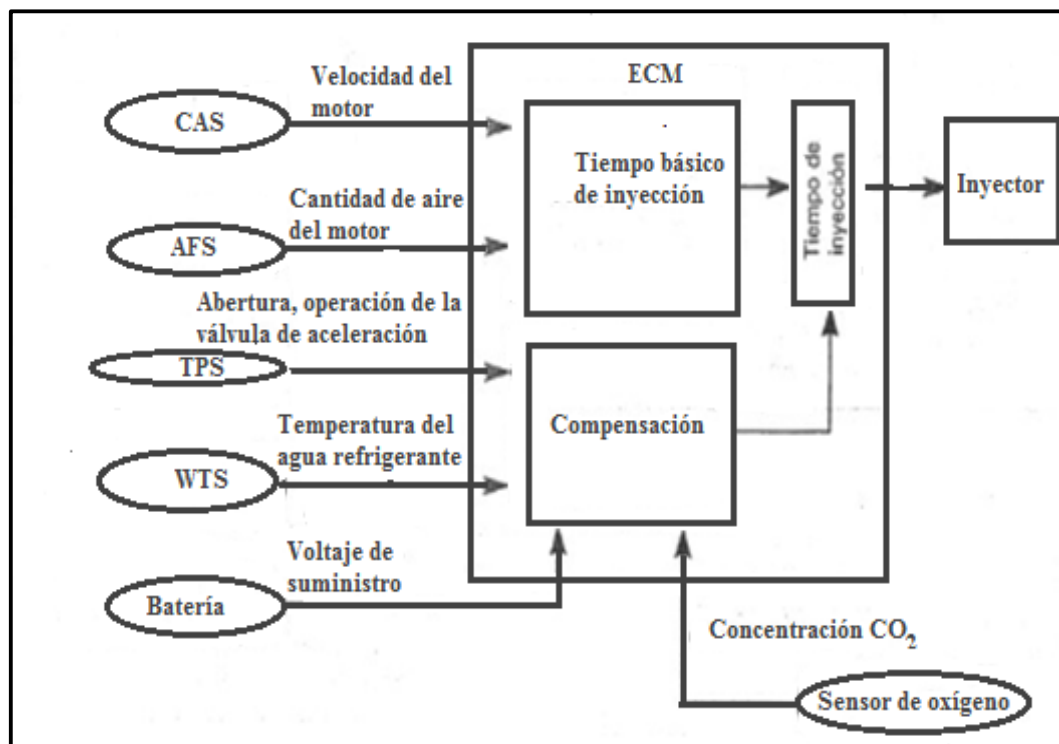 ECM
Velocidad del
motor
CAS
Tiempo básico
de inyección
Tiempo de
inyección
Inyector
Cantidad de aire
del motor
AFS
Abertura, operación de la
válvula de aceleración
TPS
Compensación
Temperatura del
agua refrigerante
WTS
Voltaje de
suministro
Batería
Concentración CO₂
Sensor de oxígeno